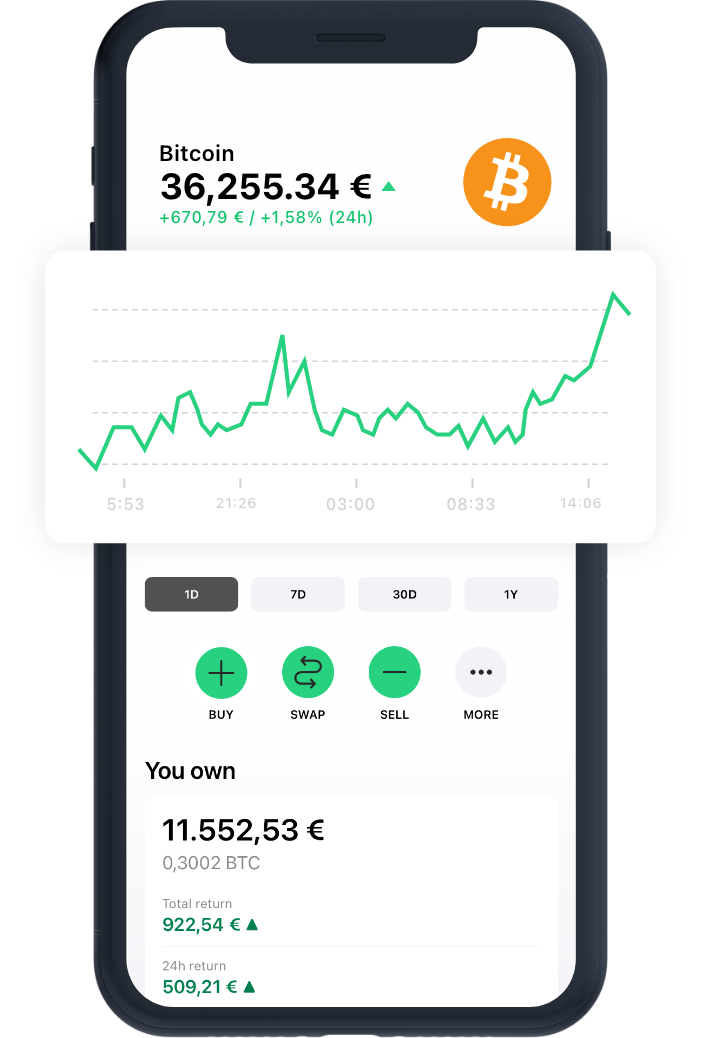 Bitcoin
36,255.34 €
+670,79 € / +1,58% (24h)
5:53 21:26 03:00 08:33 14:06
1D 7D 30D 1Y
BUY SWAP SELL MORE
You own
11.552,53 €
0,3002 BTC
Total return
922,54 €
24h return
509,21 €